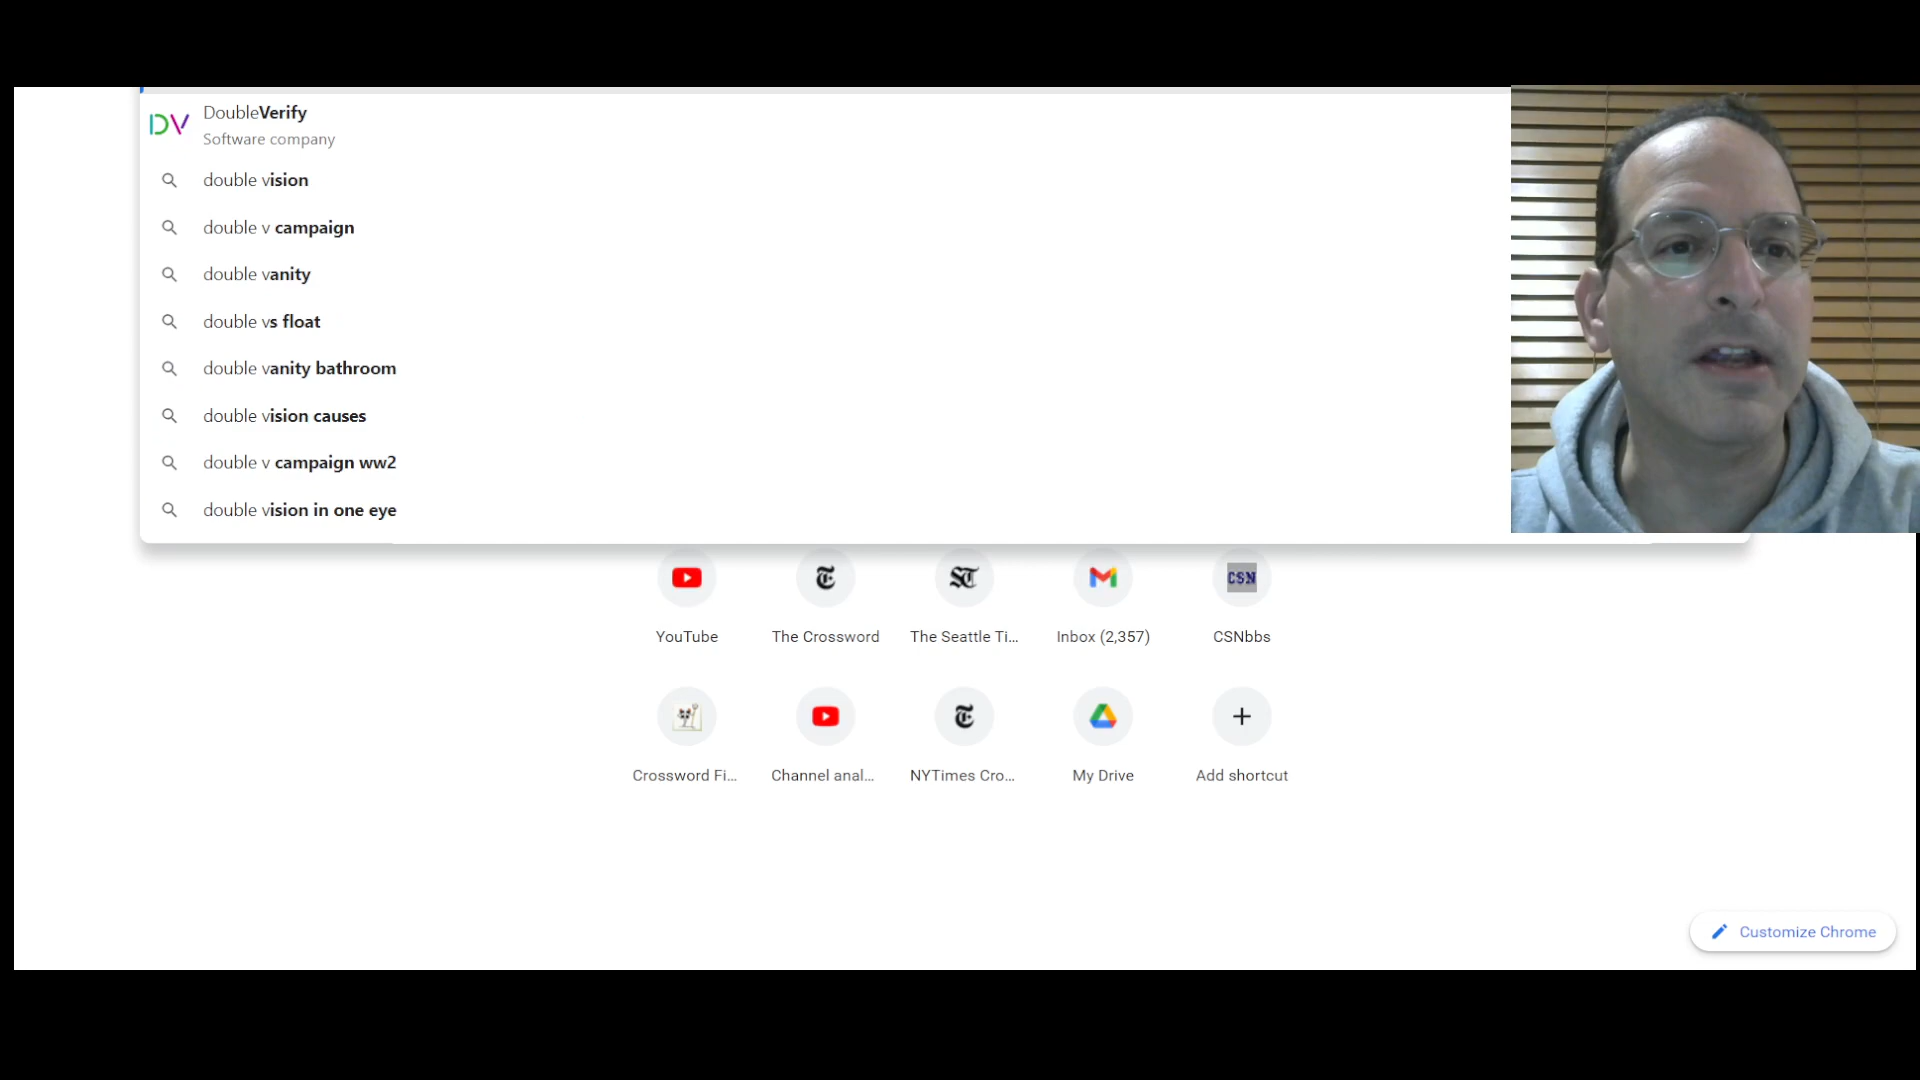 DV
DoubleVerify
Software company
double vision
double v campaign
double vanity
double vs float
double vanity bathroom
double vision causes
double v campaign ww2
double vision in one eye
T
ST
CSN
YouTube
The Crossword
The Seattle Ti...
Inbox (2,357)
CSNbbs
T
Crossword Fi...
Channel anal...
NYTimes Cro...
My Drive
Add shortcut
Customize Chrome